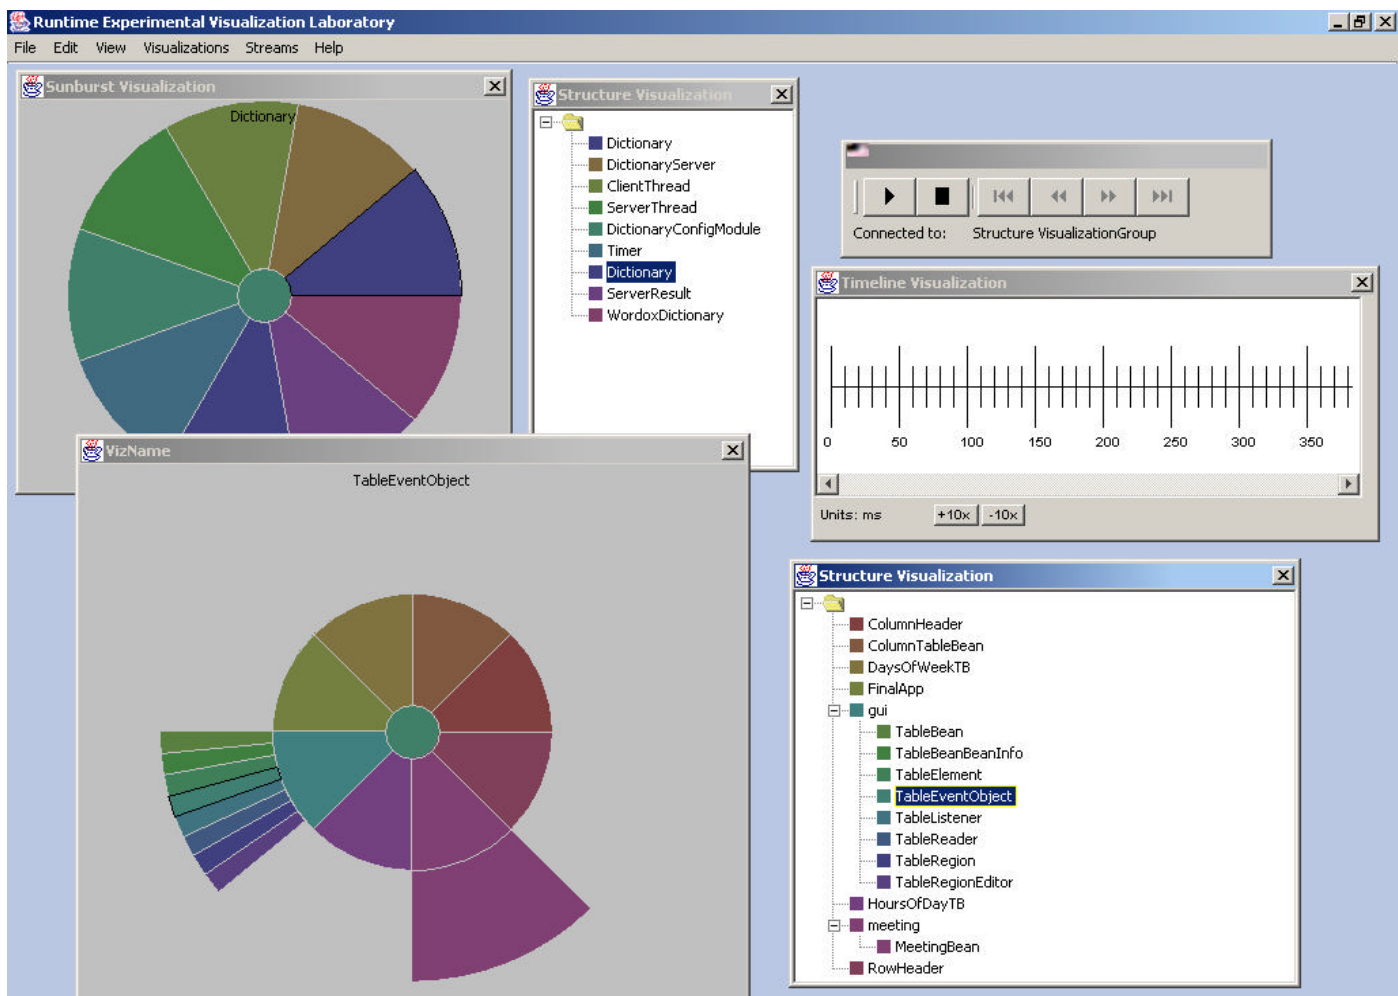 Runtime Experimental Visualization Laboratory
File Edit View Visualizations Streams Help
Sunburst Visualization
Dictionary
Structure Visualization
Dictionary
DictionaryServer
ClientThread
ServerThread
DictionaryConfigModule
Timer
Dictionary
ServerResult
WordoxDictionary
Connected to: Structure VisualizationGroup
Timeline Visualization
0 50 100 150 200 250 300 350
Units: ms +10x -10x
VizName
TableEventObject
Structure Visualization
ColumnHeader
ColumnTableBean
DaysOfWeekTB
FinalApp
gui
TableBean
TableBeanBeanInfo
TableElement
TableEventObject
TableListener
TableReader
TableRegion
TableRegionEditor
HoursOfDayTB
meeting
MeetingBean
RowHeader